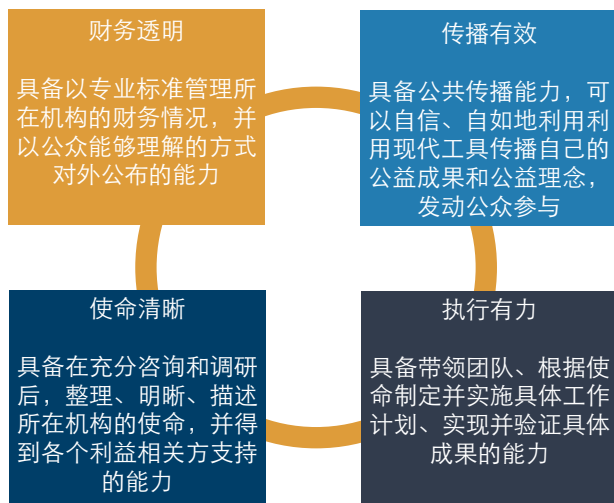 财务透明
具备以专业标准管理所
在机构的财务情况，并
以公众能够理解的方式
对外公布的能力
传播有效
具备公共传播能力，可
以自信、自如地利用利
用现代工具传播自己的
公益成果和公益理念，
发动公众参与
使命清晰
具备在充分咨询和调研
后，整理、明晰、描述
所在机构的使命，并得
到各个利益相关方支持
的能力
执行有力
具备带领团队、根据使
命制定并实施具体工作
计划、实现并验证具体
成果的能力